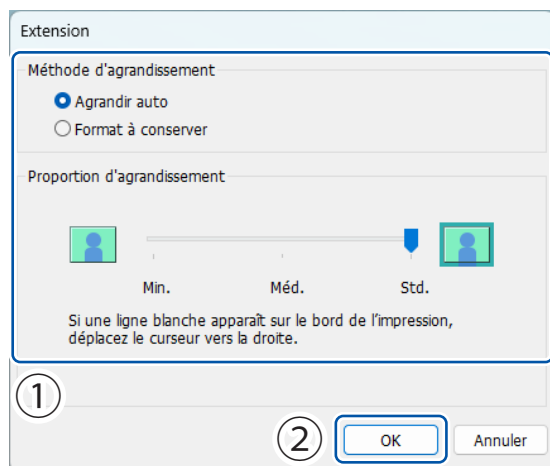 Extension
Méthode d'agrandissement
Agrandir auto
Format à conserver
Proportion d'agrandissement
Min. Méd. Std.
Si une ligne blanche apparaît sur le bord de l'impression,
déplacez le curseur vers la droite.
①
② OK Annuler